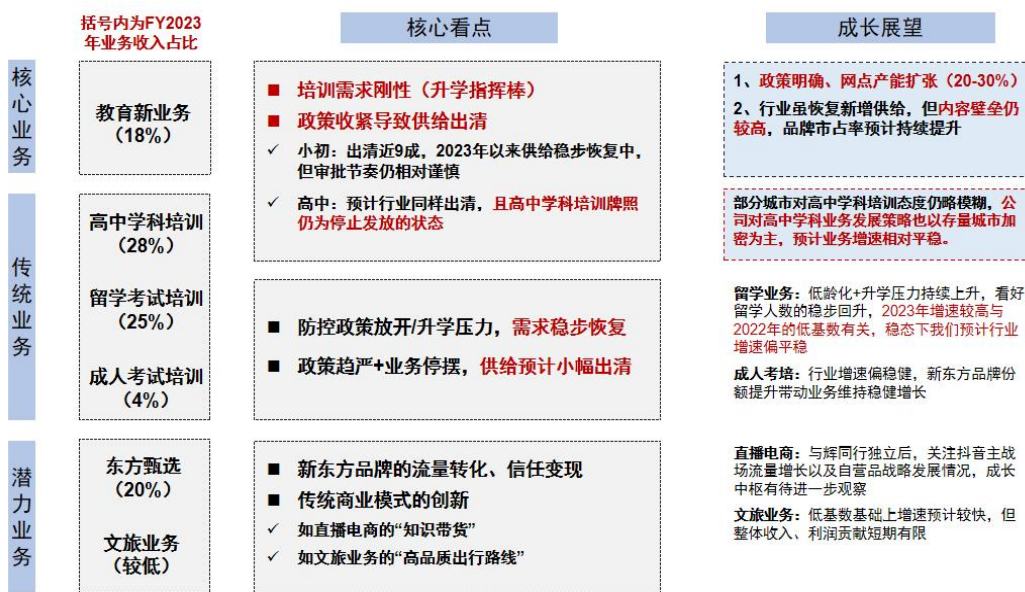 括号内为FY2023
年业务收入占比
核心看点
成长展望
核心业务
教育新业务
（18%）
■ 培训需求刚性（升学指挥棒）
■ 政策收紧导致供给出清
✓ 小初：出清近9成，2023年以来供给稳步恢复中，
但审批节奏仍相对谨慎
✓ 高中：预计行业同样出清，且高中学科培训牌照
仍为停止发放的状态
1、政策明确、网点产能扩张（20-30%）
2、行业虽恢复新增供给，但内容壁垒仍
较高，品牌市占率预计持续提升
传统业务
高中学科培训
（28%）
留学考试培训
（25%）
成人考试培训
（4%）
部分城市对高中学科培训态度仍略模糊，公
司对高中学科业务发展策略也以存量城市加
密为主，预计业务增速相对平稳。
■ 防控政策放开/升学压力，需求稳步恢复
■ 政策趋严+业务停摆，供给预计小幅出清
留学业务：低龄化+升学压力持续上升，看好
留学人数的稳步回升，2023年增速较高与
2022年的低基数有关，稳态下我们预计行业
增速偏平稳
成人考培：行业增速偏稳健，新东方品牌份
额提升带动业务维持稳健增长
潜力业务
东方甄选
（20%）
文旅业务
（较低）
■ 新东方品牌的流量转化、信任变现
■ 传统商业模式的创新
✓ 如直播电商的“知识带货”
✓ 如文旅业务的“高品质出行路线”
直播电商：与辉同行独立后，关注抖音主战
场流量增长以及自营品战略发展情况，成长
中枢有待进一步观察
文旅业务：低基数基础上增速预计较快，但
整体收入、利润贡献短期有限